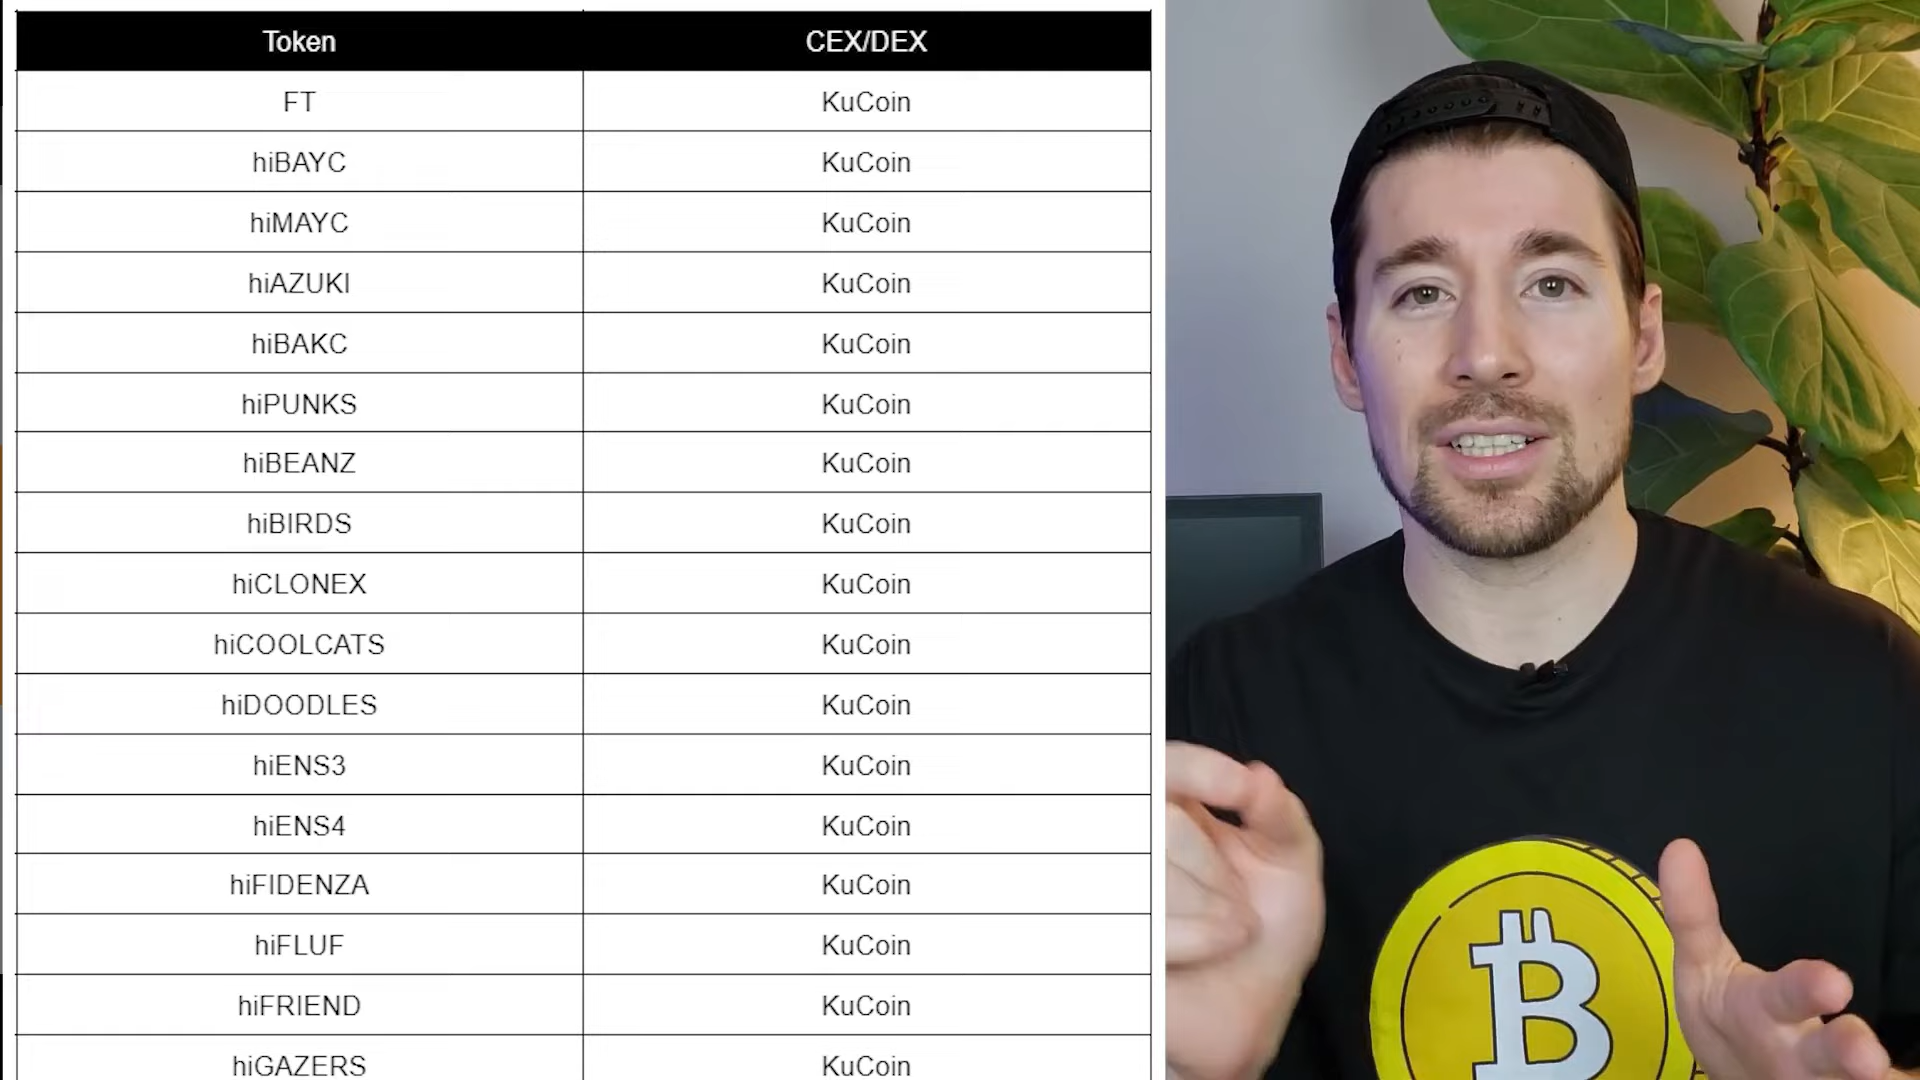 Token CEX/DEX
FT KuCoin
hiBAYC KuCoin
hiMAYC KuCoin
hiAZUKI KuCoin
hiBAKC KuCoin
hiPUNKS KuCoin
hiBEANZ KuCoin
hiBIRDS KuCoin
hiCLONEX KuCoin
hiCOOLCATS KuCoin
hiDOODLES KuCoin
hiENS3 KuCoin
hiENS4 KuCoin
hiFIDENZA KuCoin
hiFLUF KuCoin
hiFRIEND KuCoin
hiGAZERS KuCoin